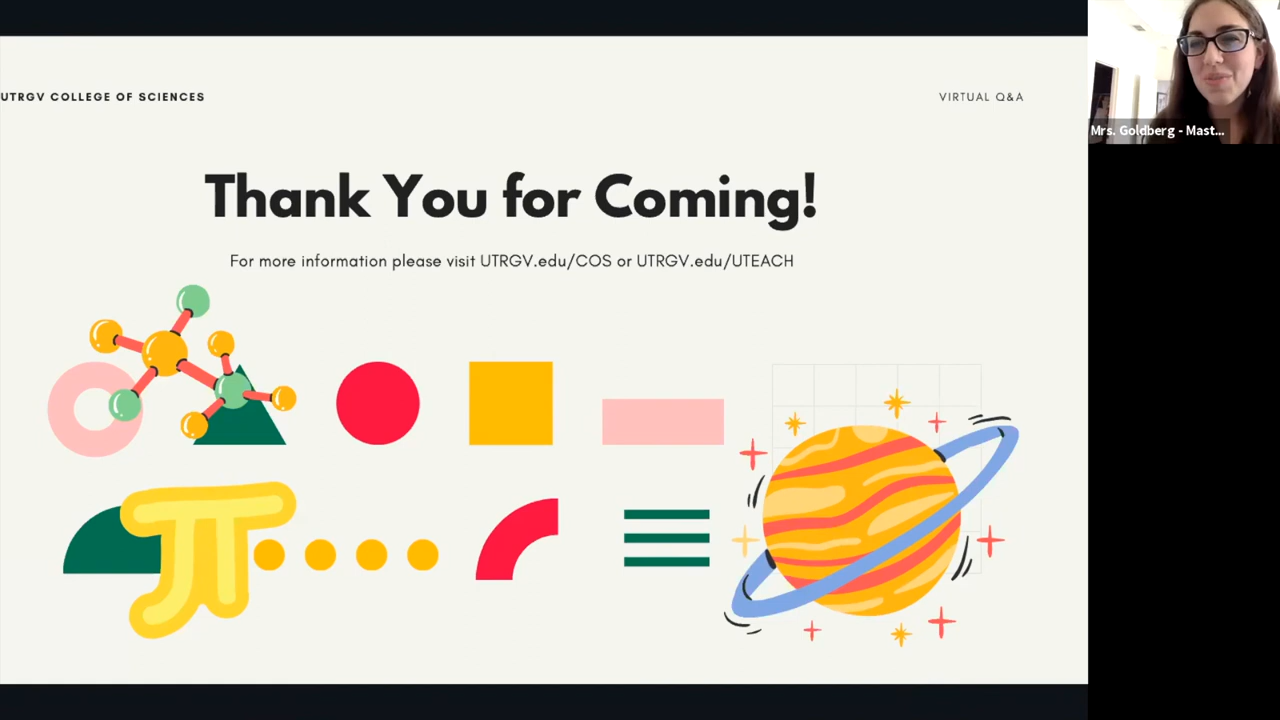 UTRGV COLLEGE OF SCIENCES
VIRTUAL Q&A
Mrs. Goldberg - Mast...
Thank You for Coming!
For more information please visit UTRGV.edu/COS or UTRGV.edu/UTEACH
π